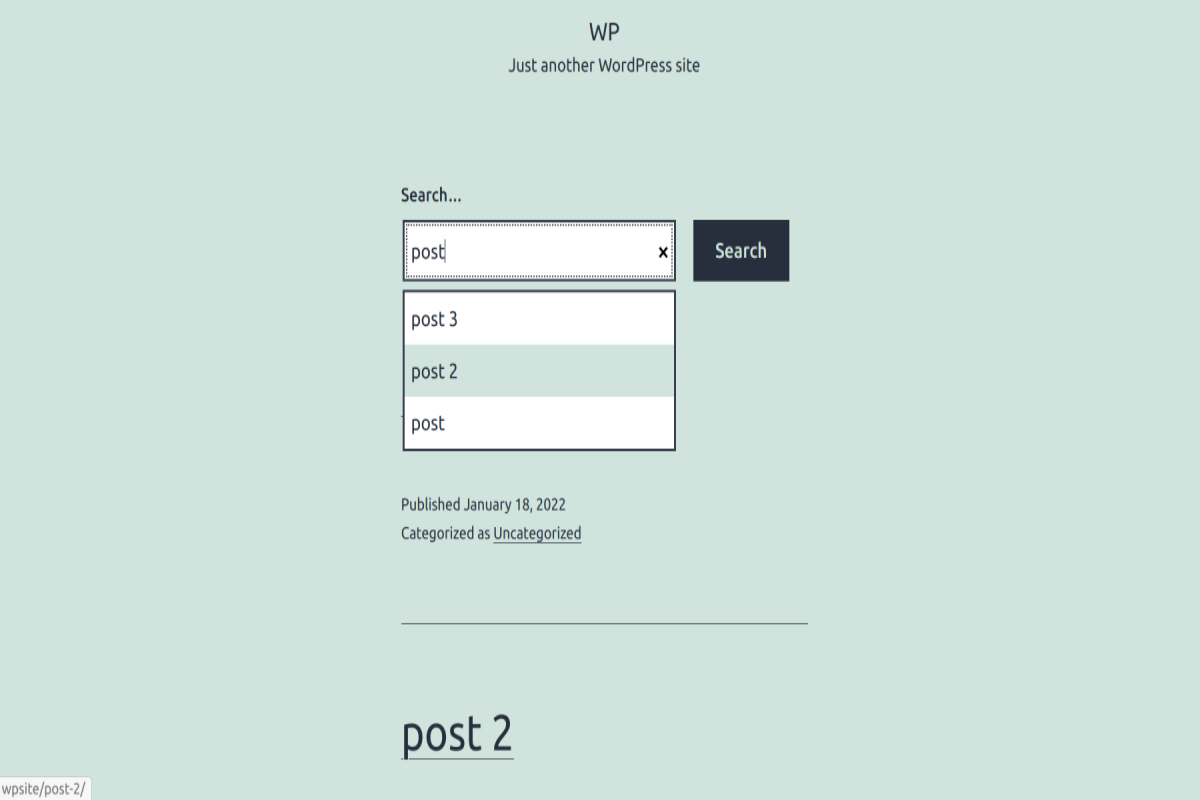 WP
Just another WordPress site
Search…
post
Search
post 3
post 2
post
Published January 18, 2022
Categorized as Uncategorized
post 2
wpsite/post-2/